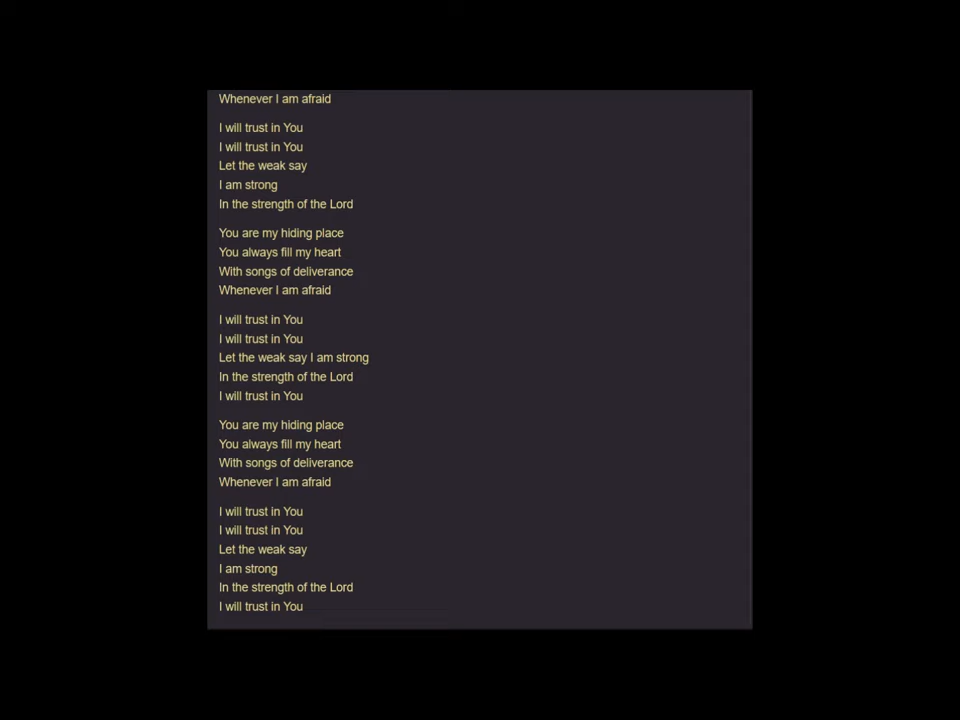 Whenever I am afraid
I will trust in You
I will trust in You
Let the weak say
I am strong
In the strength of the Lord
You are my hiding place
You always fill my heart
With songs of deliverance
Whenever I am afraid
I will trust in You
I will trust in You
Let the weak say I am strong
In the strength of the Lord
I will trust in You
You are my hiding place
You always fill my heart
With songs of deliverance
Whenever I am afraid
I will trust in You
I will trust in You
Let the weak say
I am strong
In the strength of the Lord
I will trust in You